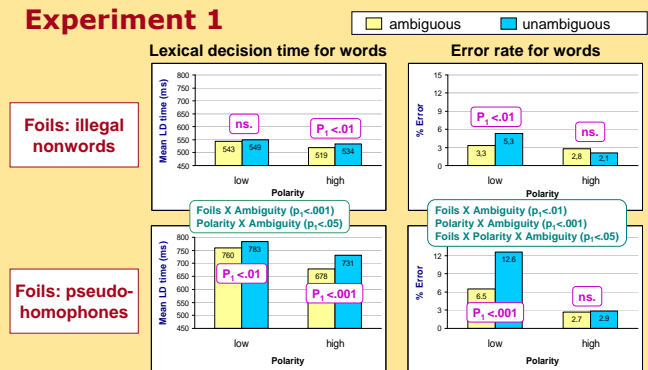 Experiment 1
ambiguous unambiguous
Lexical decision time for words
Error rate for words
Foils: illegal
nonwords
Mean LD time (ms)
800
750
700
650
600
550
500
450
ns.
P₁ <.01
543 549 519 534
low high
Polarity
% Error
15
12
9
6
3
0
P₁ <.01
ns.
3,3 5,3 2,8 2,1
low high
Polarity
Foils X Ambiguity (p₁<.001)
Polarity X Ambiguity (p₁<.05)
Foils X Ambiguity (p₁<.01)
Polarity X Ambiguity (p₁<.001)
Foils X Polarity X Ambiguity (p₁<.05)
Foils: pseudo-
homophones
Mean LD time (ms)
800
750
700
650
600
550
500
450
760 783 678 731
P₁ <.01
P₁ <.001
low high
Polarity
% Error
12
9
6
3
0
6.5 12.6 2.7 2.9
P₁ <.001
ns.
low high
Polarity